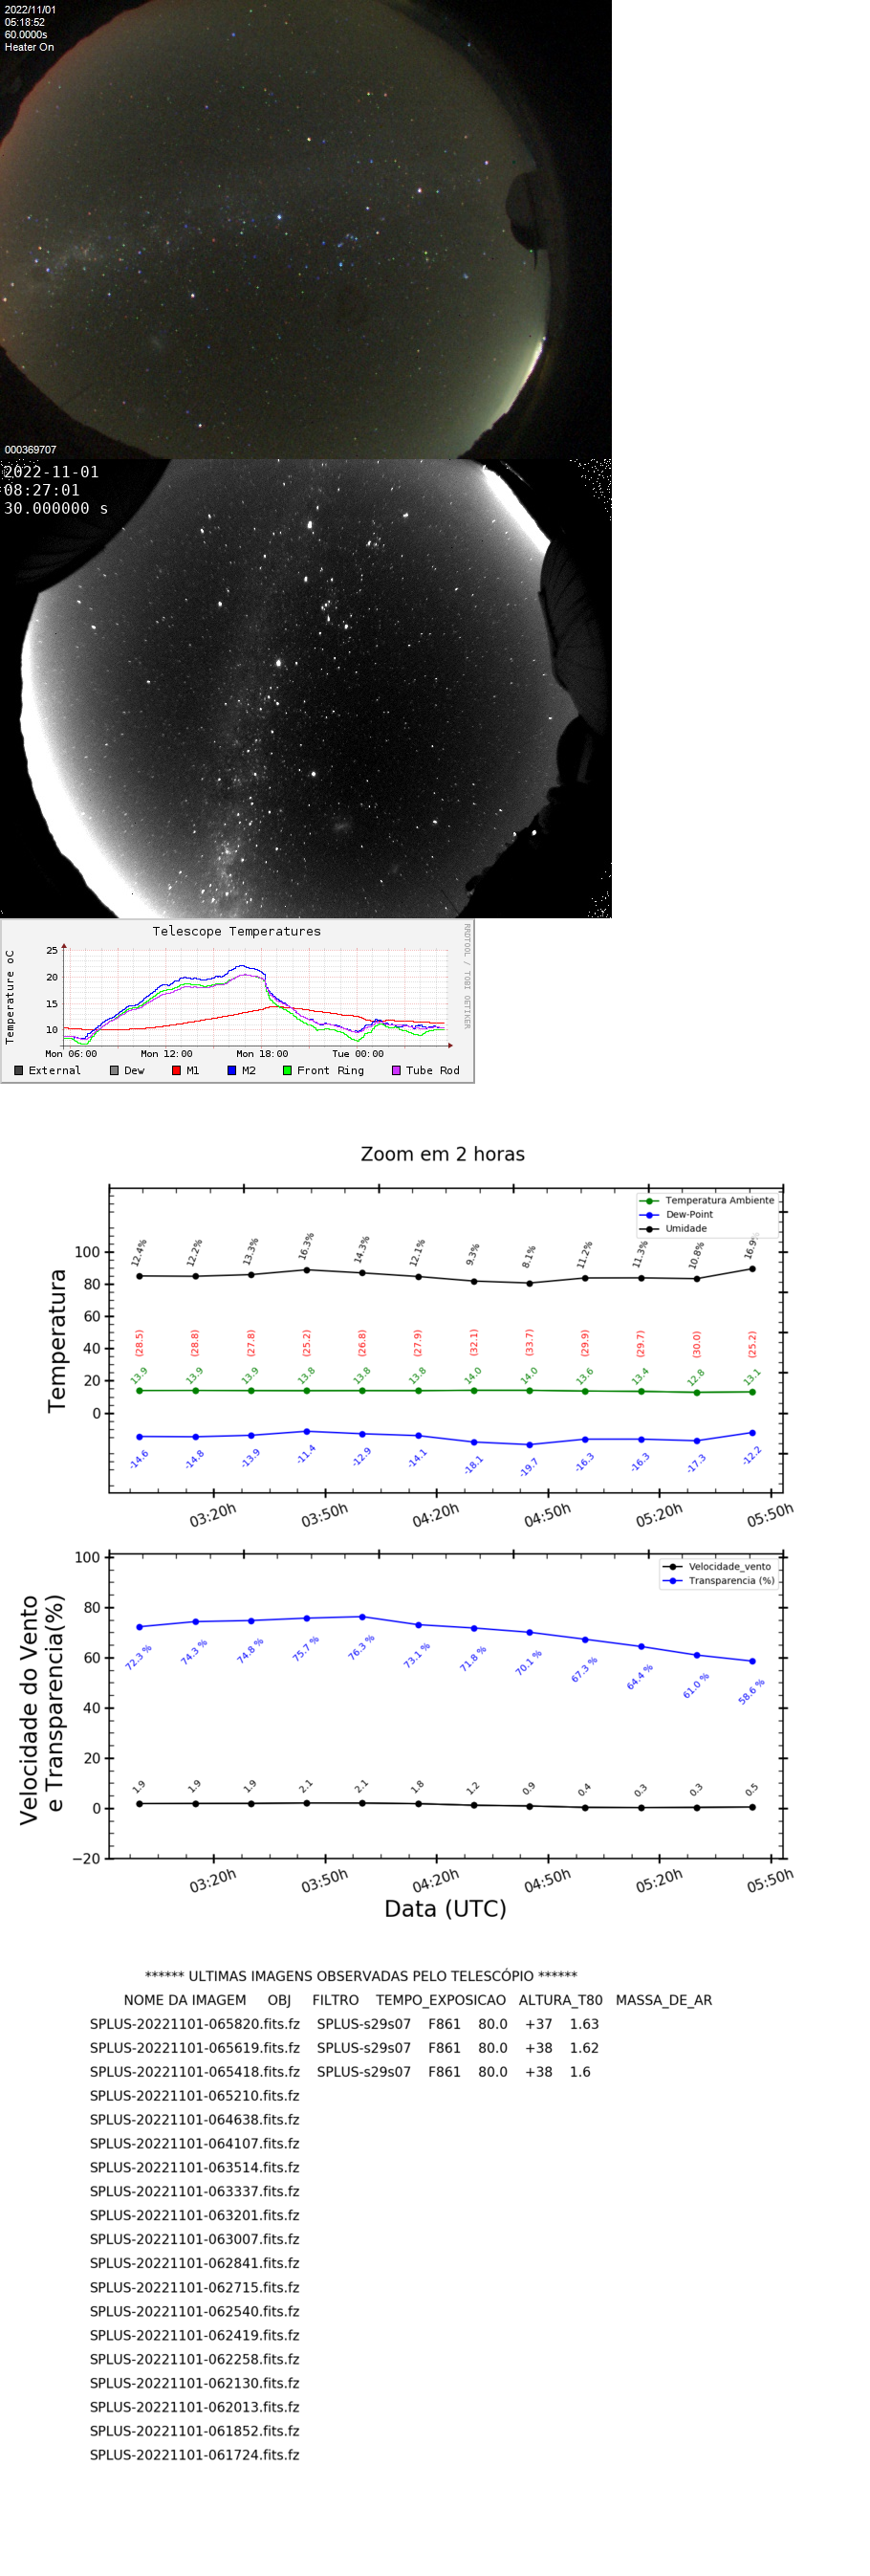 2022/11/01
05:18:52
60.0000s
Heater On
000369707
2022-11-01
08:27:01
30.000000 s
Telescope Temperatures
RRDTOOL / TOBI OETIKER
Temperature oC
25
20
15
10
Mon 06:00 Mon 12:00 Mon 18:00 Tue 00:00
External Dew M1 M2 Front Ring Tube Rod
Zoom em 2 horas
Temperatura Ambiente
Dew-Point
Umidade
Temperatura
100
80
60
40
20
0
12.4% 12.2% 13.3% 16.3% 14.3% 12.1% 9.3% 8.1% 11.2% 11.3% 10.8% 16.9%
(28.5) (28.8) (27.8) (25.2) (26.8) (27.9) (32.1) (33.7) (29.9) (29.7) (30.0) (25.2)
13.9 13.9 13.9 13.8 13.8 13.8 14.0 14.0 13.6 13.4 12.8 13.1
-14.6 -14.8 -13.9 -11.4 -12.9 -14.1 -18.1 -19.7 -16.3 -16.3 -17.3 -12.2
03:20h 03:50h 04:20h 04:50h 05:20h 05:50h
Velocidade_vento
Transparencia (%)
Velocidade do Vento
e Transparencia(%)
100
80
60
40
20
0
−20
72.3 % 74.3 % 74.8 % 75.7 % 76.3 % 73.1 % 71.8 % 70.1 % 67.3 % 64.4 % 61.0 % 58.6 %
1.9 1.9 1.9 2.1 2.1 1.8 1.2 0.9 0.4 0.3 0.3 0.5
03:20h 03:50h 04:20h 04:50h 05:20h 05:50h
Data (UTC)
****** ULTIMAS IMAGENS OBSERVADAS PELO TELESCÓPIO ******
NOME DA IMAGEM OBJ FILTRO TEMPO_EXPOSICAO ALTURA_T80 MASSA_DE_AR
SPLUS-20221101-065820.fits.fz SPLUS-s29s07 F861 80.0 +37 1.63
SPLUS-20221101-065619.fits.fz SPLUS-s29s07 F861 80.0 +38 1.62
SPLUS-20221101-065418.fits.fz SPLUS-s29s07 F861 80.0 +38 1.6
SPLUS-20221101-065210.fits.fz
SPLUS-20221101-064638.fits.fz
SPLUS-20221101-064107.fits.fz
SPLUS-20221101-063514.fits.fz
SPLUS-20221101-063337.fits.fz
SPLUS-20221101-063201.fits.fz
SPLUS-20221101-063007.fits.fz
SPLUS-20221101-062841.fits.fz
SPLUS-20221101-062715.fits.fz
SPLUS-20221101-062540.fits.fz
SPLUS-20221101-062419.fits.fz
SPLUS-20221101-062258.fits.fz
SPLUS-20221101-062130.fits.fz
SPLUS-20221101-062013.fits.fz
SPLUS-20221101-061852.fits.fz
SPLUS-20221101-061724.fits.fz